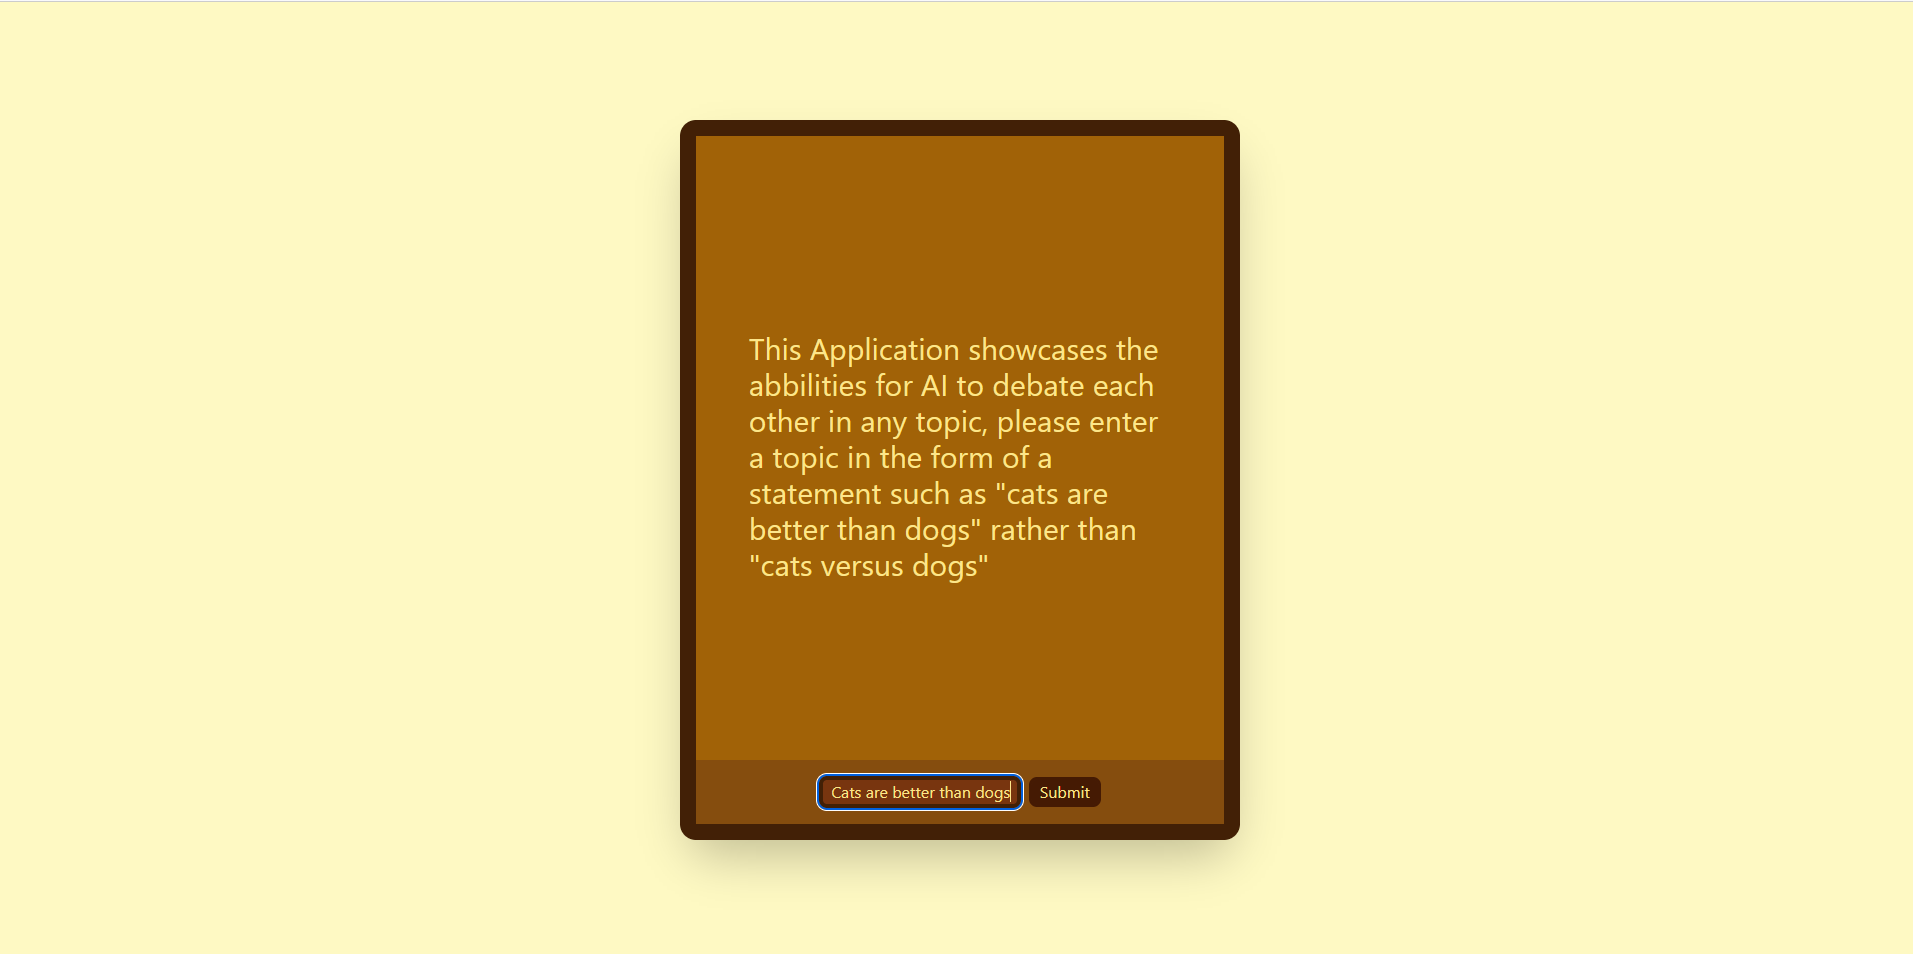 This Application showcases the
abbilities for AI to debate each
other in any topic, please enter
a topic in the form of a
statement such as "cats are
better than dogs" rather than
"cats versus dogs"
Cats are better than dogs
Submit